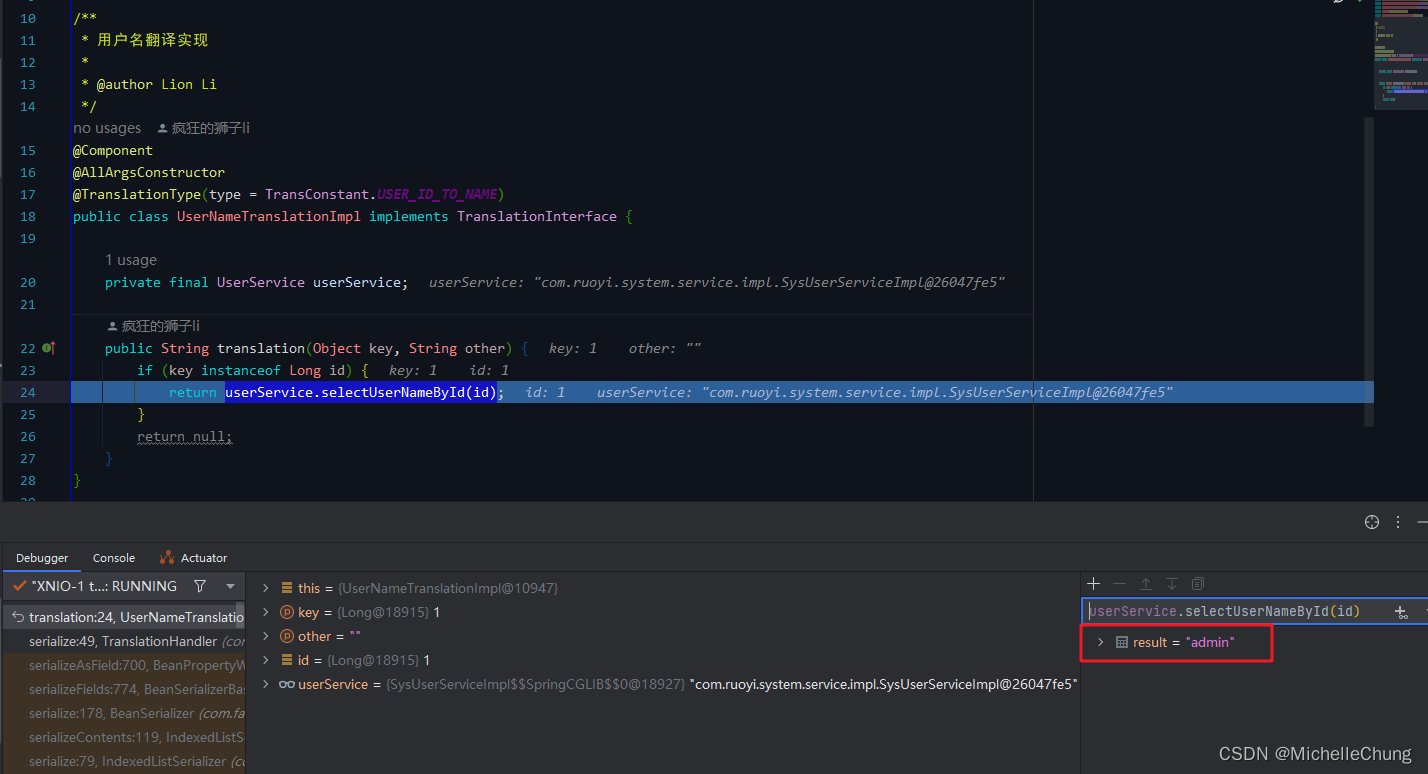 10 /**
11 * 用户名翻译实现
12 *
13 * @author Lion Li
14 */
no usages 疯狂的狮子li
15 @Component
16 @AllArgsConstructor
17 @TranslationType(type = TransConstant.USER_ID_TO_NAME)
18 public class UserNameTranslationImpl implements TranslationInterface {
19
1 usage
20 private final UserService userService; userService: "com.ruoyi.system.service.impl.SysUserServiceImpl@26047fe5"
21
疯狂的狮子li
22 public String translation(Object key, String other) { key: 1 other: ""
23 if (key instanceof Long id) { key: 1 id: 1
24 return userService.selectUserNameById(id); id: 1 userService: "com.ruoyi.system.service.impl.SysUserServiceImpl@26047fe5"
25 }
26 return null;
27 }
28 }
Debugger Console Actuator
"XNIO-1 t...: RUNNING
translation:24, UserNameTranslatio
serialize:49, TranslationHandler (con
serializeAsField:700, BeanPropertyW
serializeFields:774, BeanSerializerBas
serialize:178, BeanSerializer (com.fa
serializeContents:119, IndexedListS
serialize:79, IndexedListSerializer (co
this = {UserNameTranslationImpl@10947}
key = {Long@18915} 1
other = ""
id = {Long@18915} 1
userService = {SysUserServiceImpl$$SpringCGLIB$$0@18927} "com.ruoyi.system.service.impl.SysUserServiceImpl@26047fe5"
userService.selectUserNameById(id)
result = "admin"
CSDN @MichelleChung